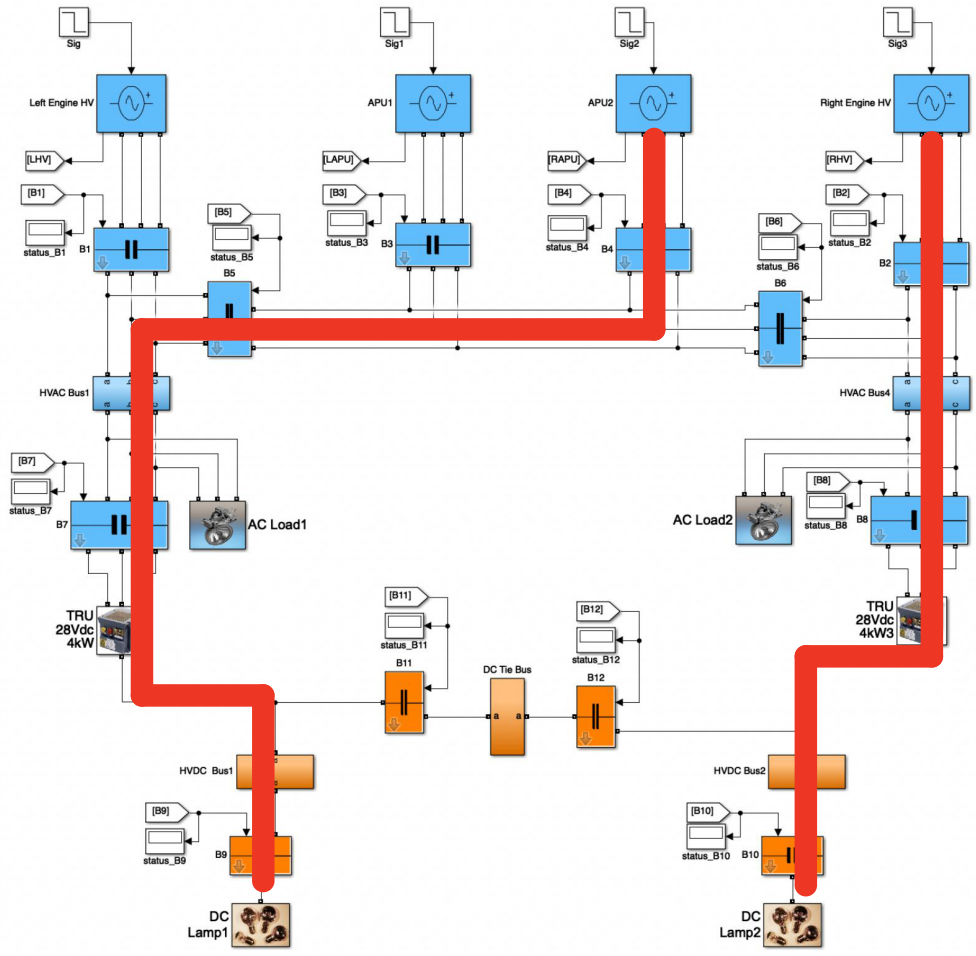 Sig
Sig1
Sig2
Sig3
Left Engine HV
APU1
APU2
Right Engine HV
[LHV]
[LAPU]
[RAPU]
[RHV]
[B1]
status_B1
B1
[B5]
status_B5
B5
[B3]
status_B3
B3
[B4]
status_B4
B4
[B6]
status_B6
B6
[B2]
status_B2
B2
HVAC Bus1
a
c
a
c
HVAC Bus4
a
c
a
c
[B7]
status_B7
B7
AC Load1
AC Load2
[B8]
status_B8
B8
TRU
28Vdc
4kW
TRU
28Vdc
4kW3
[B11]
status_B11
B11
DC Tie Bus
a
a
[B12]
status_B12
B12
HVDC Bus1
HVDC Bus2
[B9]
status_B9
B9
[B10]
status_B10
B10
DC
Lamp1
DC
Lamp2